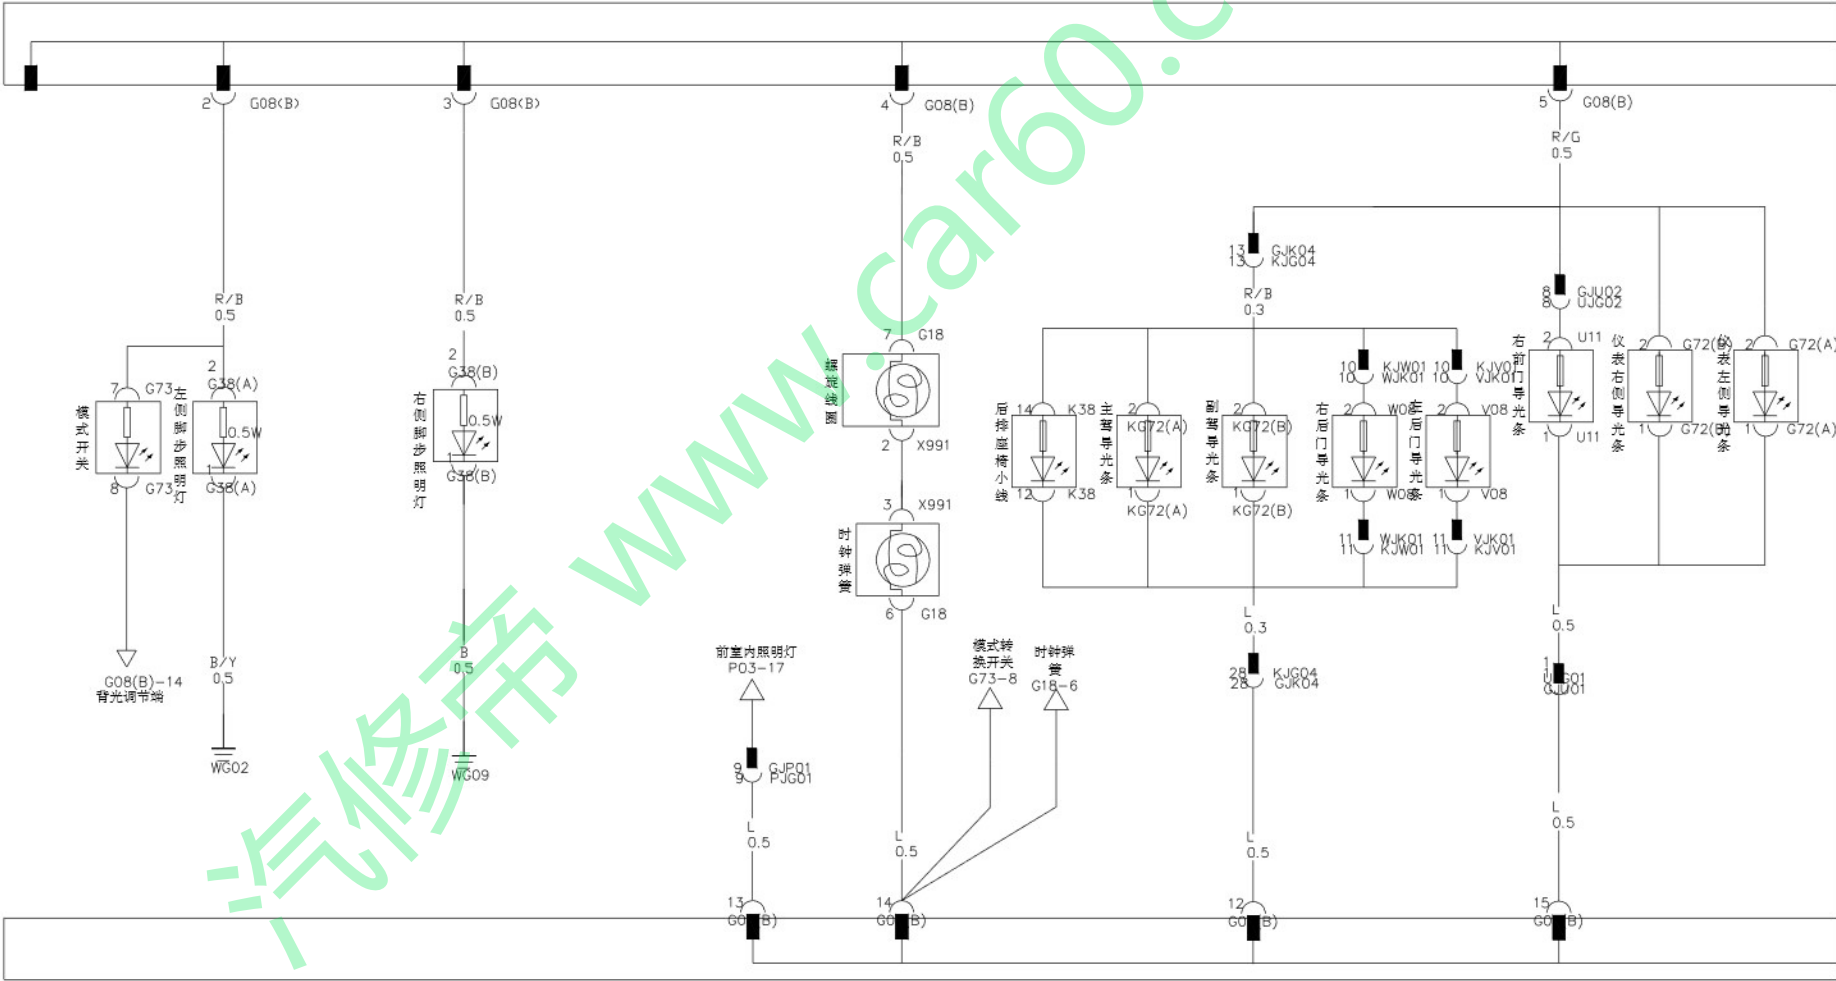 2 G08(B)
3 G08(B)
4 G08(B)
5 G08(B)
R/B
0.5
R/G
0.5
13 GJK04
13 KJG04
8 GJU02
8 UJG02
R/B
0.5
R/B
0.5
R/B
0.3
模式开关
7 G73
8 G73
左侧脚步照明灯
2
G38(A)
0.5W
1
G38(A)
右侧脚步照明灯
2
G38(B)
0.5W
1
G38(B)
螺旋线圈
7 G18
2 X991
时钟弹簧
3 X991
6 G18
后排座椅小线
14 K38
12 K38
主驾导光条
2
KG72(A)
1
KG72(A)
副驾导光条
2
KG72(B)
1
KG72(B)
10 KJW01
10 WJK01
右后门导光条
2 W08
1 W08
11 WJK01
11 KJW01
10 KJV01
10 VJK01
左后门导光条
2 V08
1 V08
11 VJK01
11 KJV01
右前门导光条
2 U11
1 U11
仪表右侧导光条
2 G72(B)
1 G72(B)
仪表左侧导光条
2 G72(A)
1 G72(A)
G08(B)-14
背光调节端
B/Y
0.5
WG02
B
0.5
WG09
前室内照明灯
P03-17
9 GJP01
9 PJG01
L
0.5
模式转
换开关
G73-8
时钟弹
簧
G18-6
L
0.5
L
0.3
28 KJG04
28 GJK04
L
0.5
L
0.5
1
1
UJG01
GJU01
L
0.5
13
G08(B)
14
G08(B)
12
G08(B)
15
G08(B)
汽修帝 www.car60.c